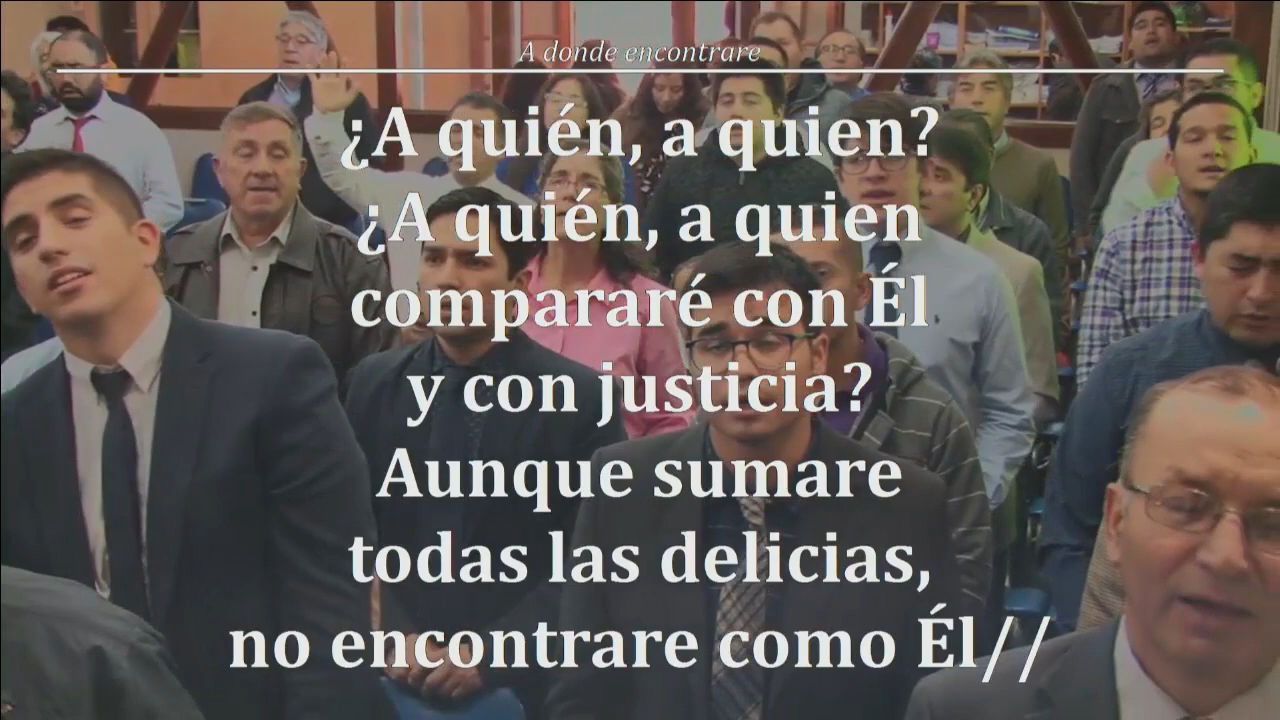 A donde encontrare
¿A quién, a quien?
¿A quién, a quien
compararé con Él
y con justicia?
Aunque sumare
todas las delicias,
no encontrare como Él//